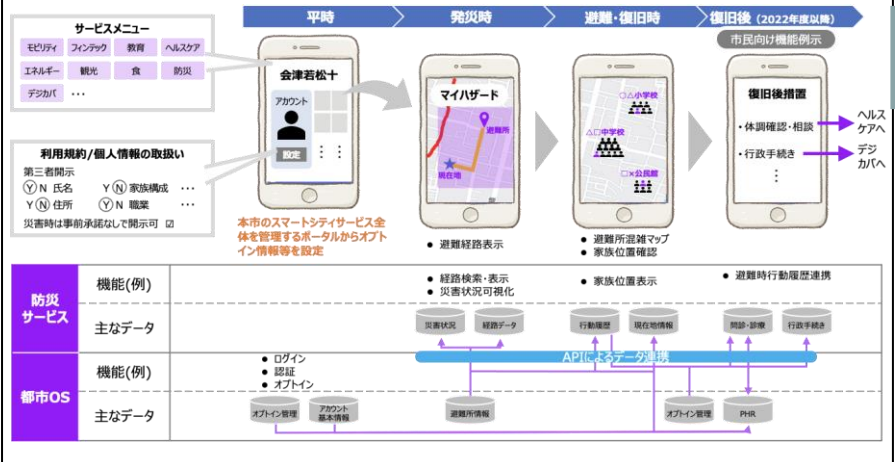 平時
発災時
避難・復旧時
復旧後（2022年度以降）
市民向け機能例示
サービスメニュー
モビリティ
フィンテック
教育
ヘルスケア
エネルギー
観光
食
防災
デジガバ
…
利用規約/個人情報の取扱い
第三者開示
Y N 氏名
Y N 家族構成 …
Y N 住所
Y N 職業 …
災害時は事前承諾なしで開示可 ☑
会津若松＋
アカウント
設定
本市のスマートシティサービス全
体を管理するポータルからオプト
イン情報等を設定
マイハザード
避難所
現在地
● 避難経路表示
○△小学校
△□中学校
□×公民館
● 避難所混雑マップ
● 家族位置確認
復旧後措置
・体調確認・相談
・行政手続き
ヘルス
ケアへ
デジ
ガバへ
防災
サービス
機能(例)
● 経路検索・表示
● 災害状況可視化
● 家族位置表示
● 避難時行動履歴連携
主なデータ
災害状況
経路データ
行動履歴
現在地情報
問診・診療
行政手続き
APIによるデータ連携
都市OS
機能(例)
● ログイン
● 認証
● オプトイン
主なデータ
オプトイン管理
アカウント
基本情報
避難所情報
オプトイン管理
PHR